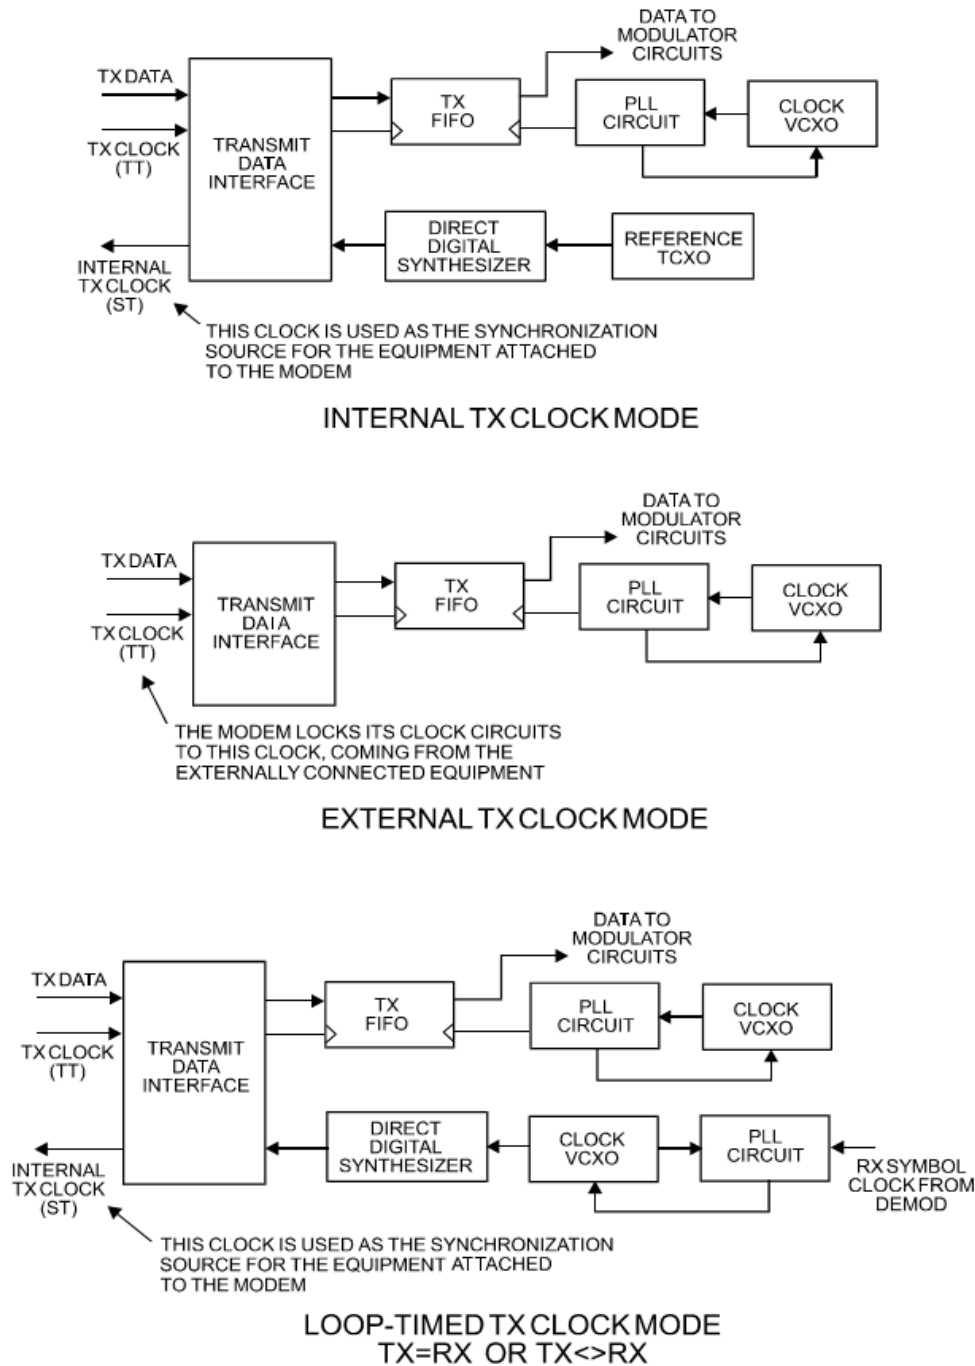 DATA TO
MODULATOR
CIRCUITS
TX DATA
TX CLOCK
(TT)
TRANSMIT
DATA
INTERFACE
TX
FIFO
PLL
CIRCUIT
CLOCK
VCXO
INTERNAL
TX CLOCK
(ST)
DIRECT
DIGITAL
SYNTHESIZER
REFERENCE
TCXO
THIS CLOCK IS USED AS THE SYNCHRONIZATION
SOURCE FOR THE EQUIPMENT ATTACHED
TO THE MODEM
INTERNAL TX CLOCK MODE
DATA TO
MODULATOR
CIRCUITS
TX DATA
TX CLOCK
(TT)
TRANSMIT
DAIA
INTERFACE
TX
FIFO
PLL
CIRCUIT
CLOCK
VCXO
THE MODEM LOCKS ITS CLOCK CIRCUITS
TO THIS CLOCK, COMING FROM THE
EXTERNALLY CONNECTED EQUIPMENT
EXTERNAL TX CLOCK MODE
DATA TO
MODULATOR
CIRCUITS
TX DATA
TX CLOCK
(TT)
TRANSMIT
DATA
INTERFACE
TX
FIFO
PLL
CIRCUIT
CLOCK
VCXO
INTERNAL
TX CLOCK
(ST)
DIRECT
DIGITAL
SYNTHESIZER
CLOCK
VCXO
PLL
CIRCUIT
RX SYMBOL
CLOCK FROM
DEMOD
THIS CLOCK IS USED AS THE SYNCHRONIZATION
SOURCE FOR THE EQUIPMENT ATTACHED
TO THE MODEM
LOOP-TIMED TX CLOCK MODE
TX=RX OR TX<>RX